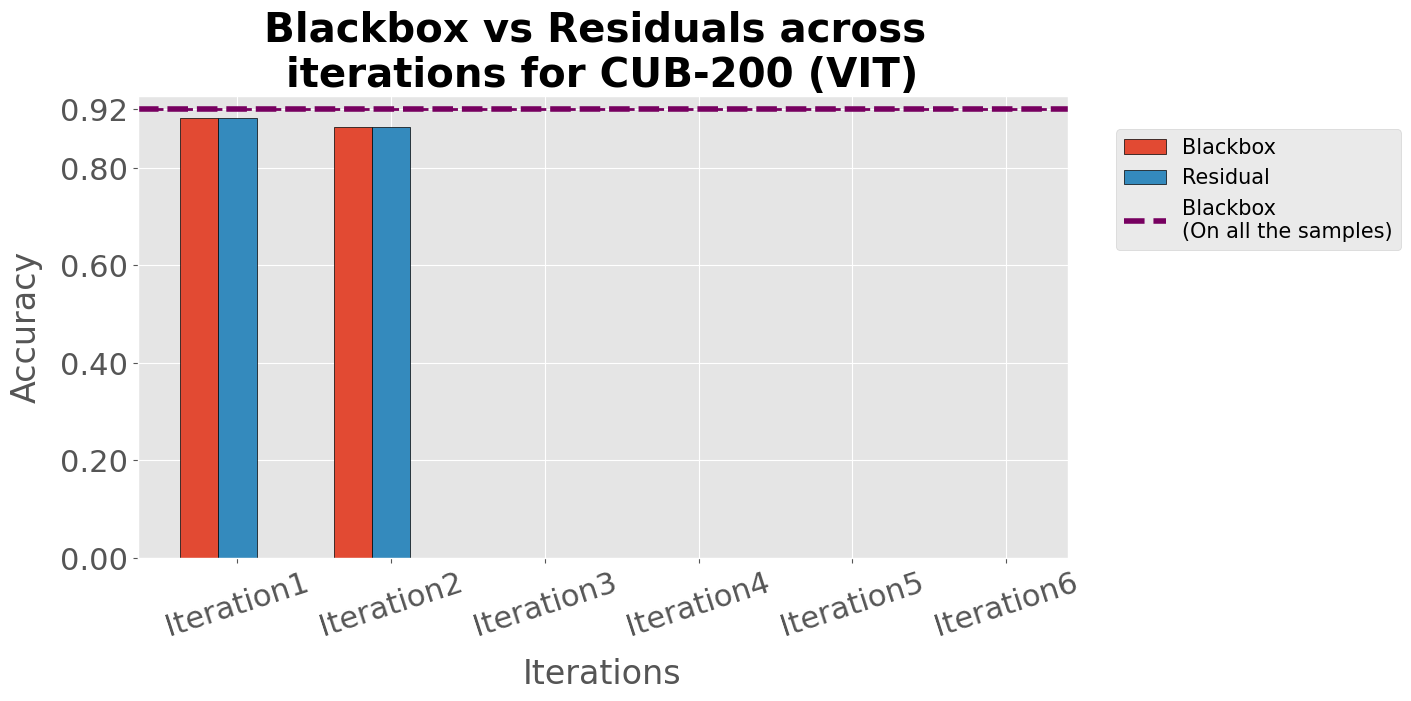 Blackbox vs Residuals across
iterations for CUB-200 (VIT)
0.92
0.80
0.60
0.40
0.20
0.00
Accuracy
Iteration1
Iteration2
Iteration3
Iteration4
Iteration5
Iteration6
Iterations
Blackbox
Residual
Blackbox
(On all the samples)